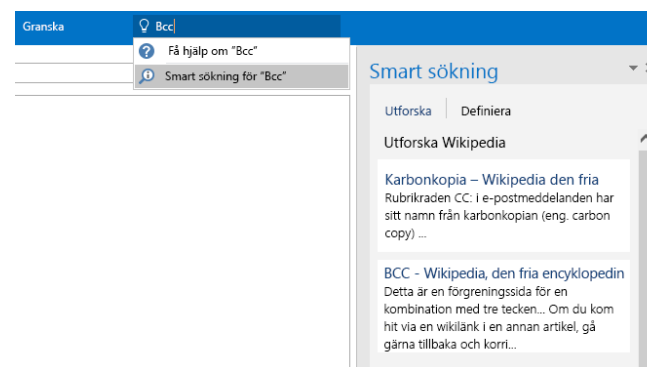 Granska
Bcc
Få hjälp om "Bcc"
Smart sökning för "Bcc"
Smart sökning
Utforska
Definiera
Utforska Wikipedia
Karbonkopia – Wikipedia den fria
Rubrikraden CC: i e-postmeddelanden har
sitt namn från karbonkopian (eng. carbon
copy) ...
BCC - Wikipedia, den fria encyklopedin
Detta är en förgreningssida för en
kombination med tre tecken... Om du kom
hit via en wikilänk i en annan artikel, gå
gärna tillbaka och korri...